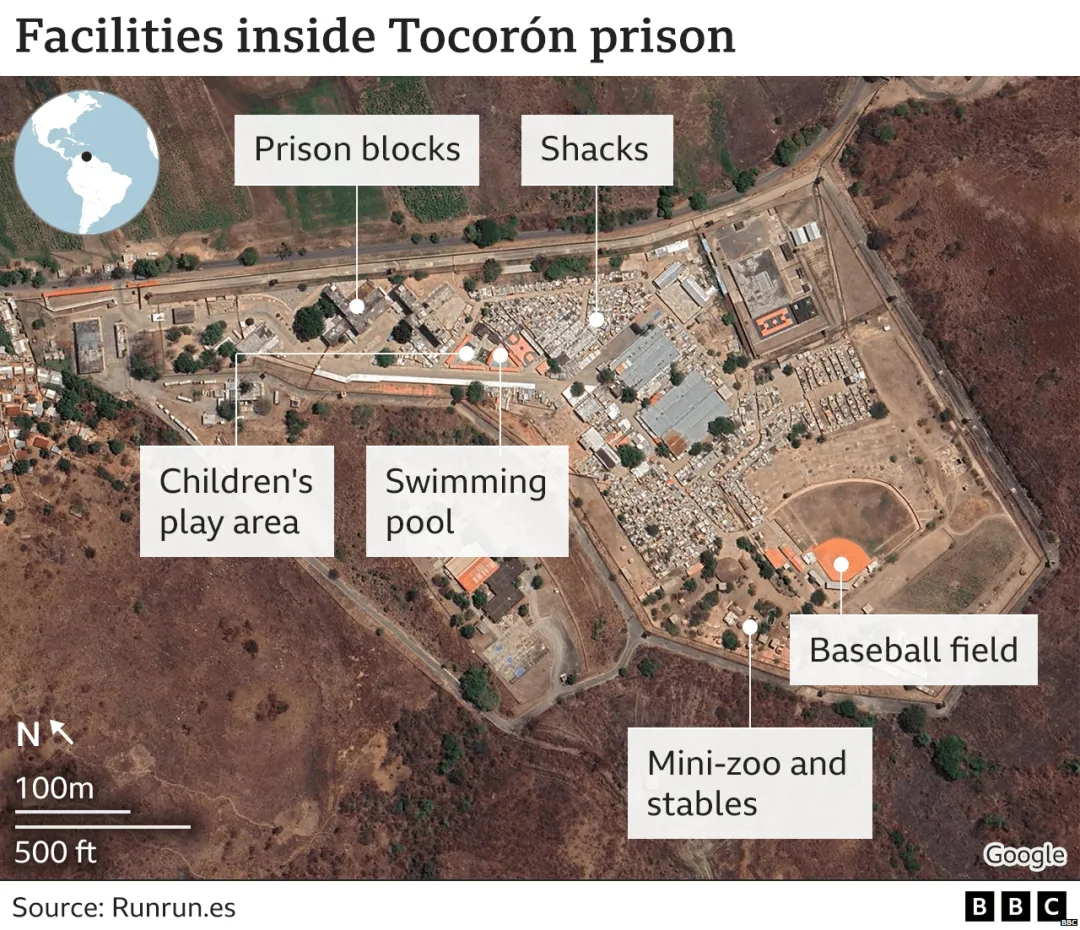 Facilities inside Tocorón prison
Prison blocks
Shacks
Children's
play area
Swimming
pool
Baseball field
Mini-zoo and
stables
N
100m
500 ft
Google
Source: Runrun.es
BBC
BBC